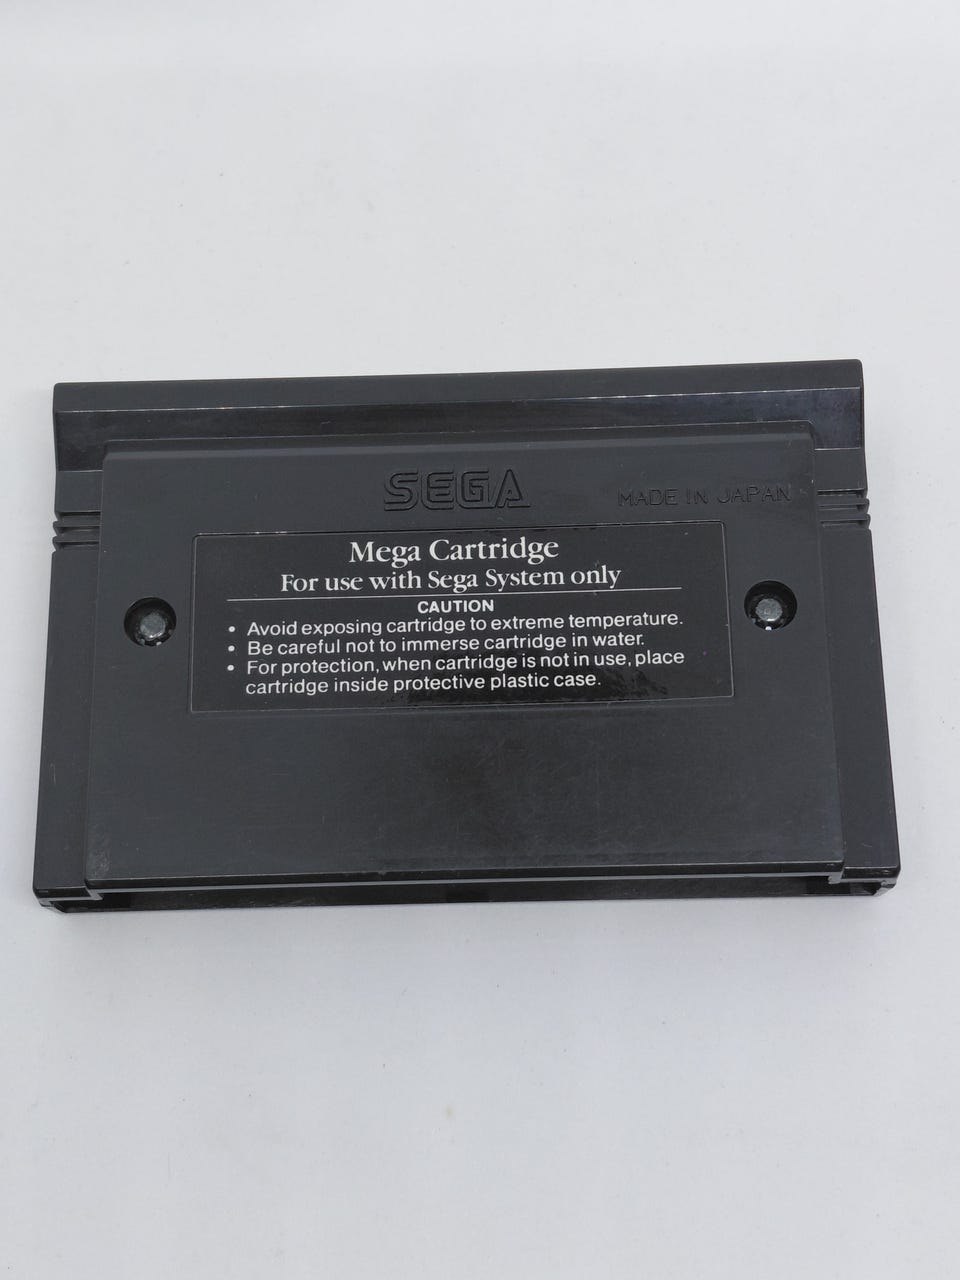 SEGA
MADE IN JAPAN
Mega Cartridge
For use with Sega System only
CAUTION
• Avoid exposing cartridge to extreme temperature.
• Be careful not to immerse cartridge in water.
• For protection, when cartridge is not in use, place
cartridge inside protective plastic case.